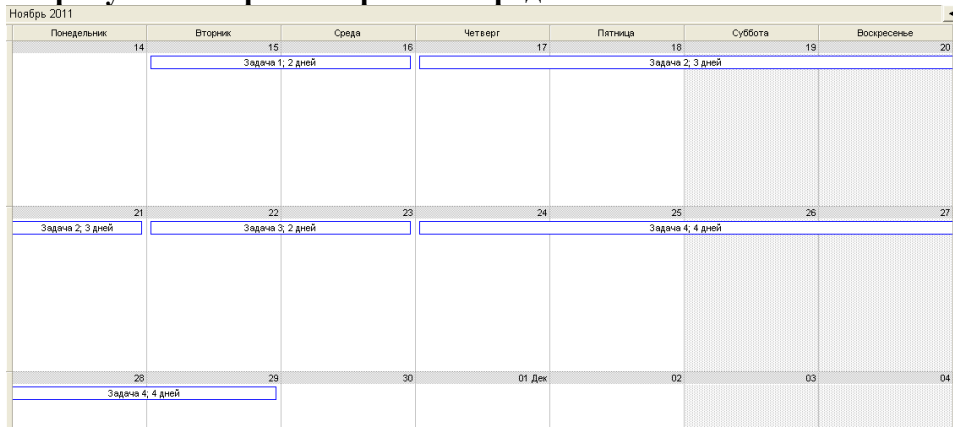 Ноябрь 2011
Понедельник Вторник Среда Четверг Пятница Суббота Воскресенье
14 15 16 17 18 19 20
Задача 1; 2 дней Задача 2; 3 дней
21 22 23 24 25 26 27
Задача 2; 3 дней Задача 3; 2 дней Задача 4; 4 дней
28 29 30 01 Дек 02 03 04
Задача 4; 4 дней